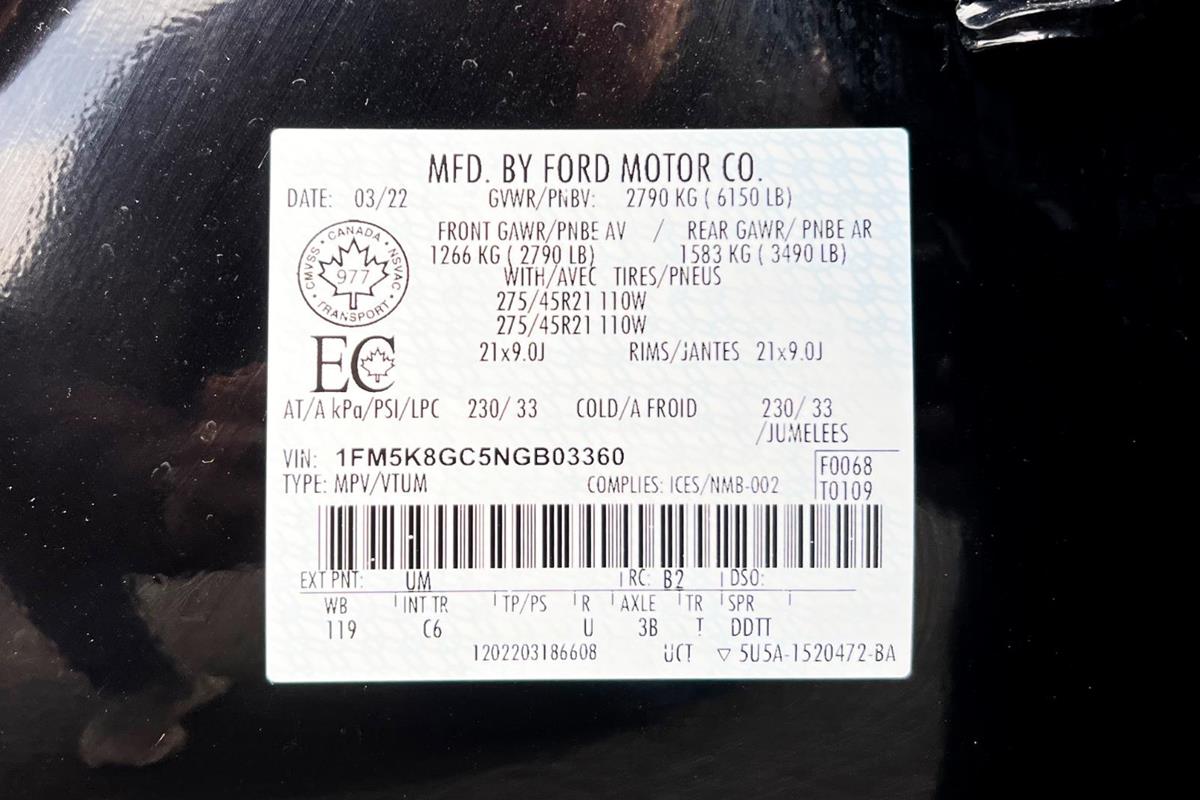 MFD. BY FORD MOTOR CO.
DATE: 03/22 GVWR/PNBV: 2790 KG ( 6150 LB)
FRONT GAWR/PNBE AV / REAR GAWR/ PNBE AR
1266 KG ( 2790 LB) 1583 KG ( 3490 LB)
WITH/AVEC TIRES/PNEUS
275/45R21 110W
275/45R21 110W
CANADA
CMVSS 977 NSVAC
TRANSPORT
EC
21x9.0J RIMS/JANTES 21x9.0J
AT/A kPa/PSI/LPC 230/ 33 COLD/A FROID 230/ 33
/JUMELEES
VIN: 1FM5K8GC5NGB03360
TYPE: MPV/VTUM COMPLIES: ICES/NMB-002
F0068
T0109
EXT PNT: UM RC: B2 DSO:
WB INT TR TP/PS R AXLE TR SPR
119 C6 U 3B T DDTT
1202203186608 UCT ▽ 5U5A-1520472-BA